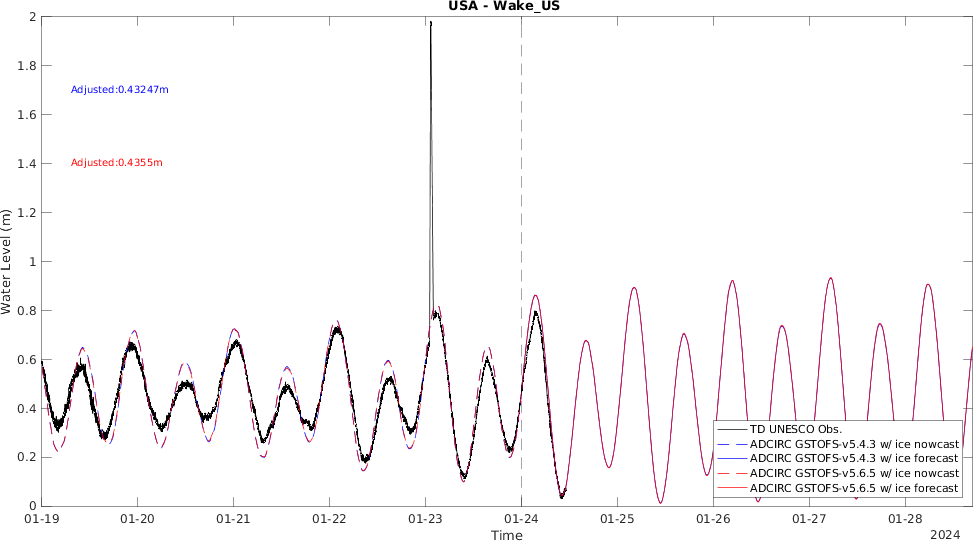 USA - Wake_US
2
1.8
1.6
1.4
1.2
1
0.8
0.6
0.4
0.2
0
Water Level (m)
Adjusted:0.43247m
Adjusted:0.4355m
TD UNESCO Obs.
ADCIRC GSTOFS-v5.4.3 w/ ice nowcast
ADCIRC GSTOFS-v5.4.3 w/ ice forecast
ADCIRC GSTOFS-v5.6.5 w/ ice nowcast
ADCIRC GSTOFS-v5.6.5 w/ ice forecast
01-19 01-20 01-21 01-22 01-23 01-24 01-25 01-26 01-27 01-28
Time
2024